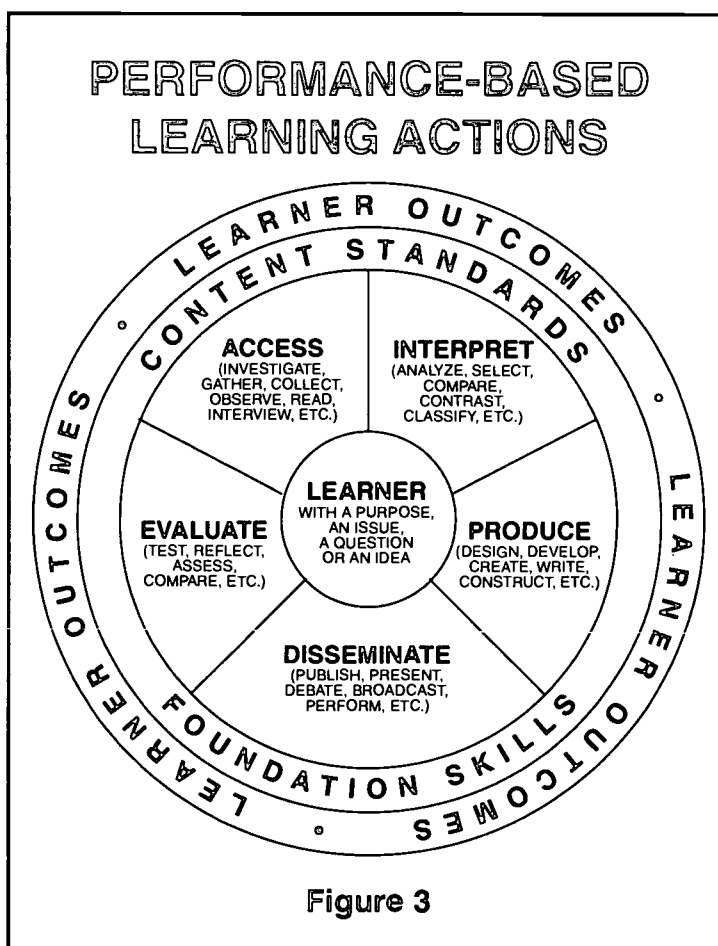 PERFORMANCE-BASED
LEARNING ACTIONS
LEARNER OUTCOMES • LEARNER OUTCOMES • LEARNER OUTCOMES •
CONTENT STANDARDS
ACCESS
(INVESTIGATE,
GATHER, COLLECT,
OBSERVE, READ,
INTERVIEW, ETC.)
INTERPRET
(ANALYZE, SELECT,
COMPARE,
CONTRAST,
CLASSIFY, ETC.)
LEARNER
WITH A PURPOSE,
AN ISSUE,
A QUESTION
OR AN IDEA
EVALUATE
(TEST, REFLECT,
ASSESS,
COMPARE, ETC.)
PRODUCE
(DESIGN, DEVELOP,
CREATE, WRITE,
CONSTRUCT, ETC.)
DISSEMINATE
(PUBLISH, PRESENT,
DEBATE, BROADCAST,
PERFORM, ETC.)
FOUNDATION SKILLS
Figure 3